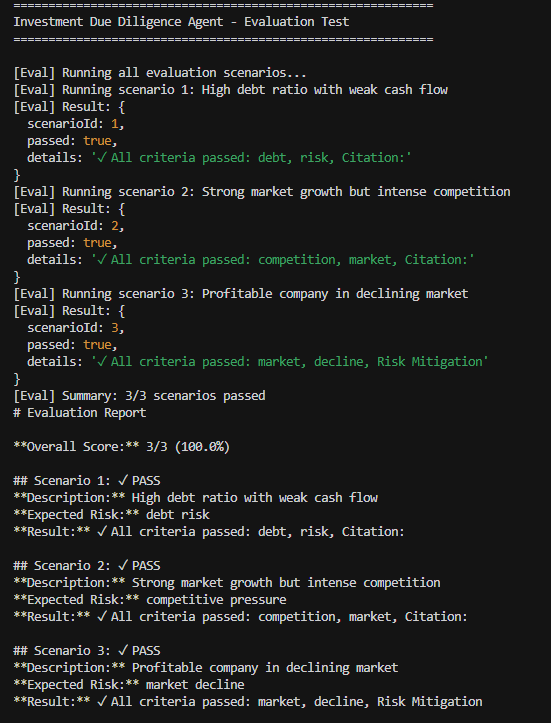 ============================================================
Investment Due Diligence Agent - Evaluation Test
============================================================
[Eval] Running all evaluation scenarios...
[Eval] Running scenario 1: High debt ratio with weak cash flow
[Eval] Result: {
  scenarioId: 1,
  passed: true,
  details: '✓ All criteria passed: debt, risk, Citation:'
}
[Eval] Running scenario 2: Strong market growth but intense competition
[Eval] Result: {
  scenarioId: 2,
  passed: true,
  details: '✓ All criteria passed: competition, market, Citation:'
}
[Eval] Running scenario 3: Profitable company in declining market
[Eval] Result: {
  scenarioId: 3,
  passed: true,
  details: '✓ All criteria passed: market, decline, Risk Mitigation'
}
[Eval] Summary: 3/3 scenarios passed
# Evaluation Report
**Overall Score:** 3/3 (100.0%)
## Scenario 1: ✓ PASS
**Description:** High debt ratio with weak cash flow
**Expected Risk:** debt risk
**Result:** ✓ All criteria passed: debt, risk, Citation:
## Scenario 2: ✓ PASS
**Description:** Strong market growth but intense competition
**Expected Risk:** competitive pressure
**Result:** ✓ All criteria passed: competition, market, Citation:
## Scenario 3: ✓ PASS
**Description:** Profitable company in declining market
**Expected Risk:** market decline
**Result:** ✓ All criteria passed: market, decline, Risk Mitigation